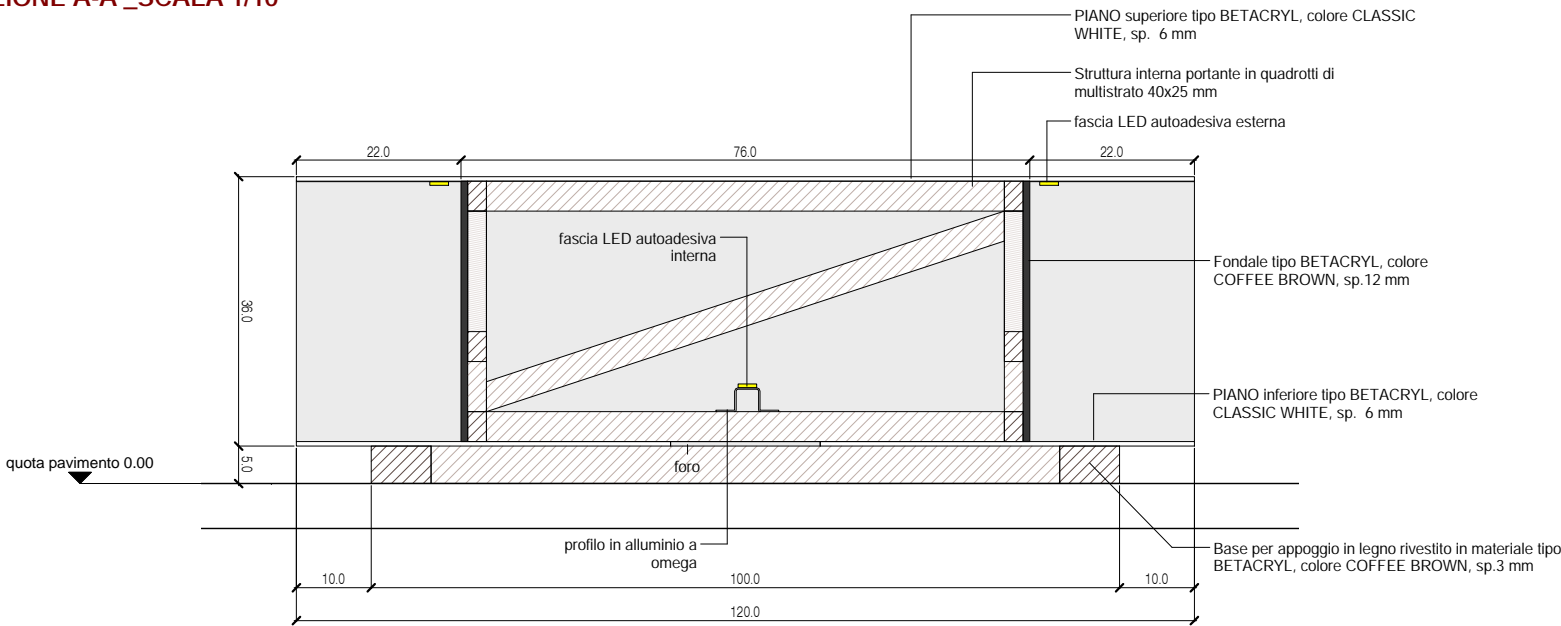 ZIONE A-A _SCALA 1/10
PIANO superiore tipo BETACRYL, colore CLASSIC
WHITE, sp. 6 mm
Struttura interna portante in quadrotti di
multistrato 40x25 mm
fascia LED autoadesiva esterna
22.0
76.0
22.0
fascia LED autoadesiva
interna
Fondale tipo BETACRYL, colore
COFFEE BROWN, sp.12 mm
36.0
PIANO inferiore tipo BETACRYL, colore
CLASSIC WHITE, sp. 6 mm
quota pavimento 0.00
5.0
foro
profilo in alluminio a
omega
Base per appoggio in legno rivestito in materiale tipo
BETACRYL, colore COFFEE BROWN, sp.3 mm
10.0
100.0
10.0
120.0